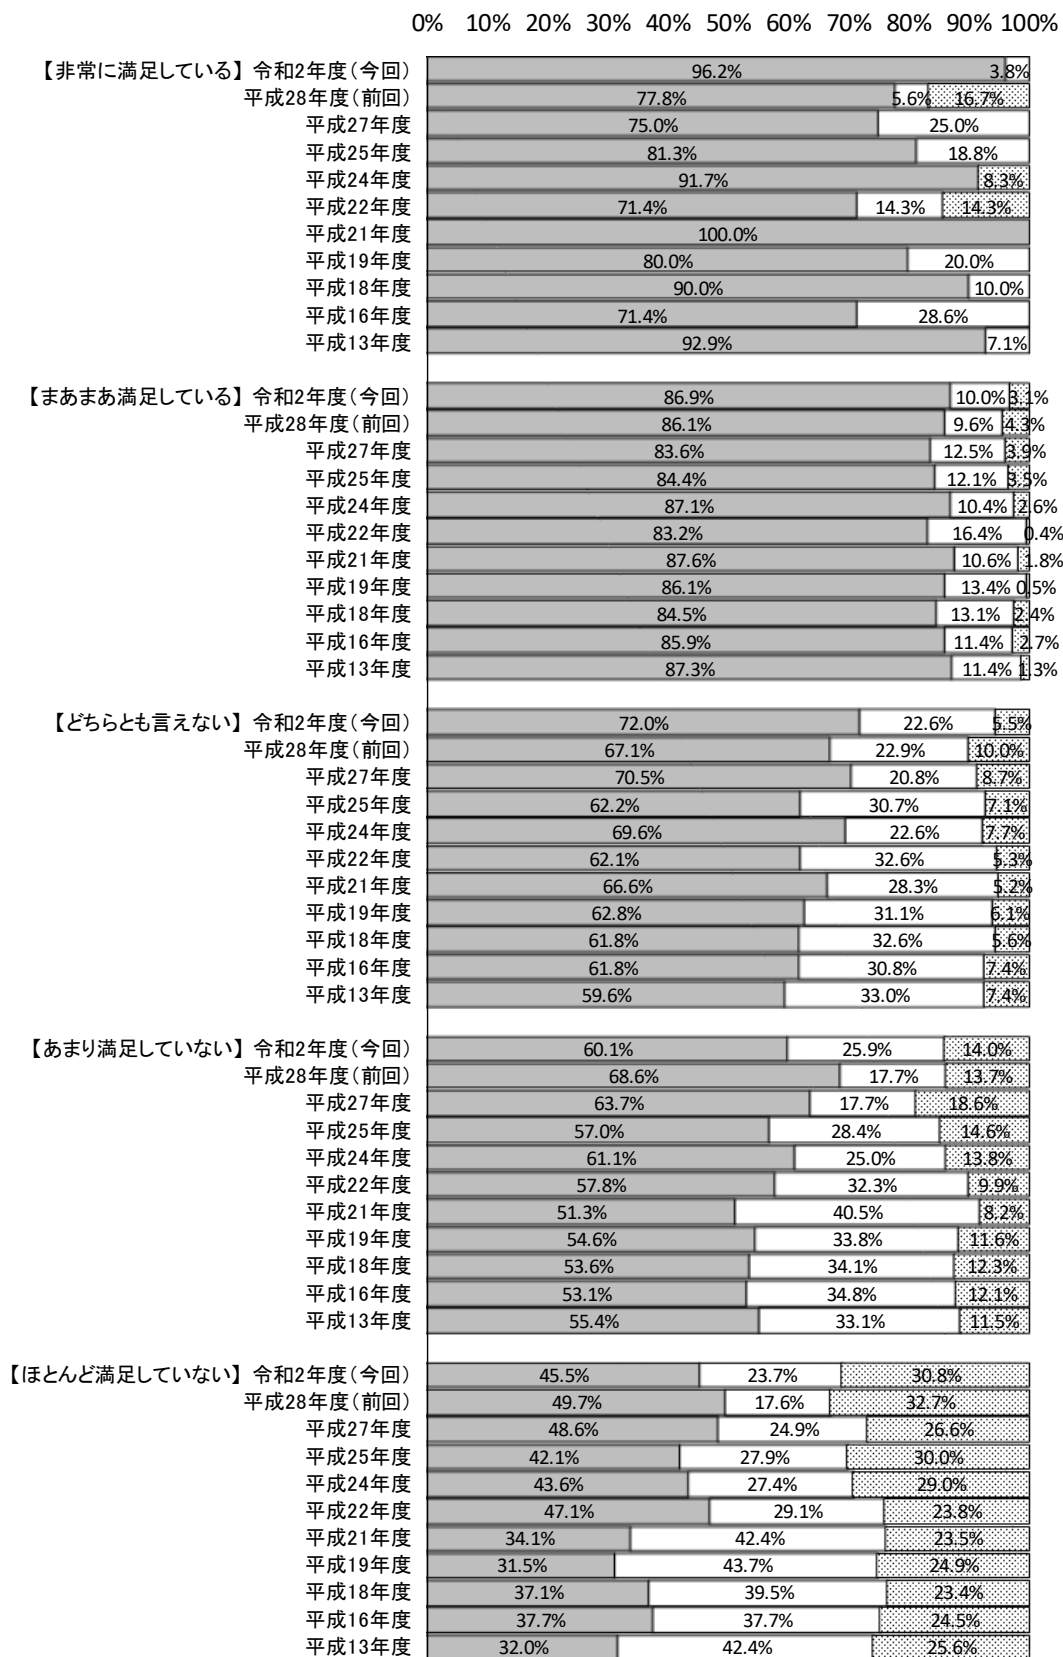 0% 10% 20% 30% 40% 50% 60% 70% 80% 90% 100%
【非常に満足している】 令和2年度(今回) 96.2% 3.8%
平成28年度(前回) 77.8% 5.6% 16.7%
平成27年度 75.0% 25.0%
平成25年度 81.3% 18.8%
平成24年度 91.7% 8.3%
平成22年度 71.4% 14.3% 14.3%
平成21年度 100.0%
平成19年度 80.0% 20.0%
平成18年度 90.0% 10.0%
平成16年度 71.4% 28.6%
平成13年度 92.9% 7.1%
【まあまあ満足している】 令和2年度(今回) 86.9% 10.0% 3.1%
平成28年度(前回) 86.1% 9.6% 4.3%
平成27年度 83.6% 12.5% 3.9%
平成25年度 84.4% 12.1% 3.5%
平成24年度 87.1% 10.4% 2.6%
平成22年度 83.2% 16.4% 0.4%
平成21年度 87.6% 10.6% 1.8%
平成19年度 86.1% 13.4% 0.5%
平成18年度 84.5% 13.1% 2.4%
平成16年度 85.9% 11.4% 2.7%
平成13年度 87.3% 11.4% 1.3%
【どちらとも言えない】 令和2年度(今回) 72.0% 22.6% 5.5%
平成28年度(前回) 67.1% 22.9% 10.0%
平成27年度 70.5% 20.8% 8.7%
平成25年度 62.2% 30.7% 7.1%
平成24年度 69.6% 22.6% 7.7%
平成22年度 62.1% 32.6% 5.3%
平成21年度 66.6% 28.3% 5.2%
平成19年度 62.8% 31.1% 6.1%
平成18年度 61.8% 32.6% 5.6%
平成16年度 61.8% 30.8% 7.4%
平成13年度 59.6% 33.0% 7.4%
【あまり満足していない】 令和2年度(今回) 60.1% 25.9% 14.0%
平成28年度(前回) 68.6% 17.7% 13.7%
平成27年度 63.7% 17.7% 18.6%
平成25年度 57.0% 28.4% 14.6%
平成24年度 61.1% 25.0% 13.8%
平成22年度 57.8% 32.3% 9.9%
平成21年度 51.3% 40.5% 8.2%
平成19年度 54.6% 33.8% 11.6%
平成18年度 53.6% 34.1% 12.3%
平成16年度 53.1% 34.8% 12.1%
平成13年度 55.4% 33.1% 11.5%
【ほとんど満足していない】 令和2年度(今回) 45.5% 23.7% 30.8%
平成28年度(前回) 49.7% 17.6% 32.7%
平成27年度 48.6% 24.9% 26.6%
平成25年度 42.1% 27.9% 30.0%
平成24年度 43.6% 27.4% 29.0%
平成22年度 47.1% 29.1% 23.8%
平成21年度 34.1% 42.4% 23.5%
平成19年度 31.5% 43.7% 24.9%
平成18年度 37.1% 39.5% 23.4%
平成16年度 37.7% 37.7% 24.5%
平成13年度 32.0% 42.4% 25.6%